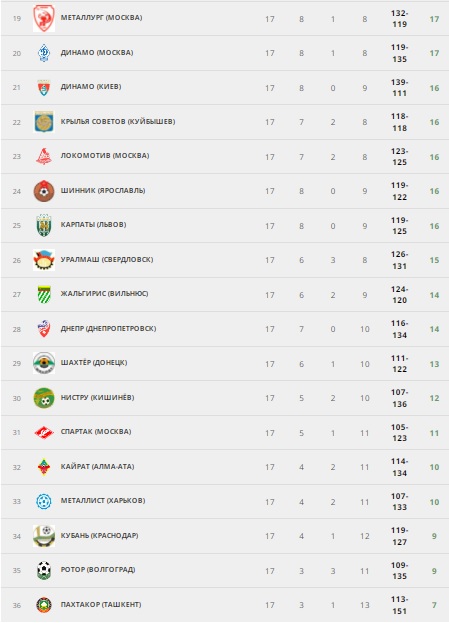 19 МЕТАЛЛУРГ (МОСКВА) 17 8 1 8 132-119 17
20 ДИНАМО (МОСКВА) 17 8 1 8 119-135 17
21 ДИНАМО (КИЕВ) 17 8 0 9 139-111 16
22 КРЫЛЬЯ СОВЕТОВ (КУЙБЫШЕВ) 17 7 2 8 118-118 16
23 ЛОКОМОТИВ (МОСКВА) 17 7 2 8 123-125 16
24 ШИННИК (ЯРОСЛАВЛЬ) 17 8 0 9 119-122 16
25 КАРПАТЫ (ЛЬВОВ) 17 8 0 9 119-125 16
26 УРАЛМАШ (СВЕРДЛОВСК) 17 6 3 8 126-131 15
27 ЖАЛЬГИРИС (ВИЛЬНЮС) 17 6 2 9 124-120 14
28 ДНЕПР (ДНЕПРОПЕТРОВСК) 17 7 0 10 116-134 14
29 ШАХТЁР (ДОНЕЦК) 17 6 1 10 111-122 13
30 НИСТРУ (КИШИНЁВ) 17 5 2 10 107-136 12
31 СПАРТАК (МОСКВА) 17 5 1 11 105-123 11
32 КАЙРАТ (АЛМА-АТА) 17 4 2 11 114-134 10
33 МЕТАЛЛИСТ (ХАРЬКОВ) 17 4 2 11 107-133 10
34 КУБАНЬ (КРАСНОДАР) 17 4 1 12 119-127 9
35 РОТОР (ВОЛГОГРАД) 17 3 3 11 109-135 9
36 ПАХТАКОР (ТАШКЕНТ) 17 3 1 13 113-151 7